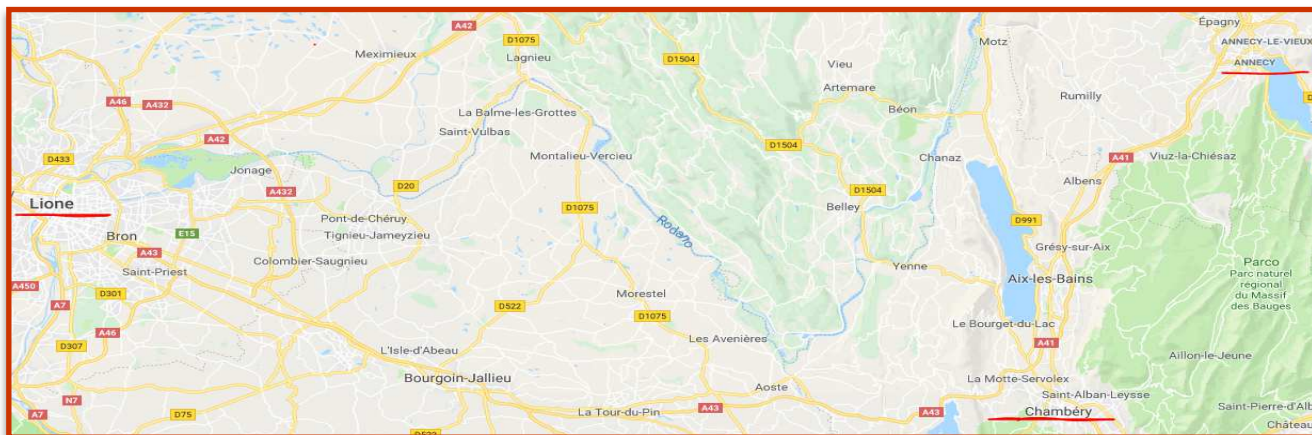 A42
Épagny
D1075
Motz
ANNECY-LE-VIEUX
Meximieux
Lagnieu
D1504
Vieu
ANNECY
Artemare
Rumilly
A46
A432
La Balme-les-Grottes
Béon
Saint-Vulbas
A42
D1504
D433
Montalieu-Vercieu
Chanaz
A41
Viuz-la-Chiésaz
Jonage
A432
D20
D1504
Albens
Lione
D1075
Belley
Pont-de-Chéruy
Rodano
D991
Bron
E15
Tignieu-Jameyzieu
Grésy-sur-Aix
A43
Colombier-Saugnieu
Saint-Priest
Yenne
Parco
Parc naturel
régional
du Massif
des Bauges
Aix-les-Bains
A450
D301
Morestel
A7
D522
D1075
Le Bourget-du-Lac
A46
Les Avenières
D307
L'Isle-d'Abeau
A41
Aillon-le-Jeune
Bourgoin-Jallieu
La Motte-Servolex
Aoste
N7
Saint-Alban-Leysse
A7
D75
La Tour-du-Pin
A43
A43
Chambéry
Saint-Pierre-d'Alb
Château
D522